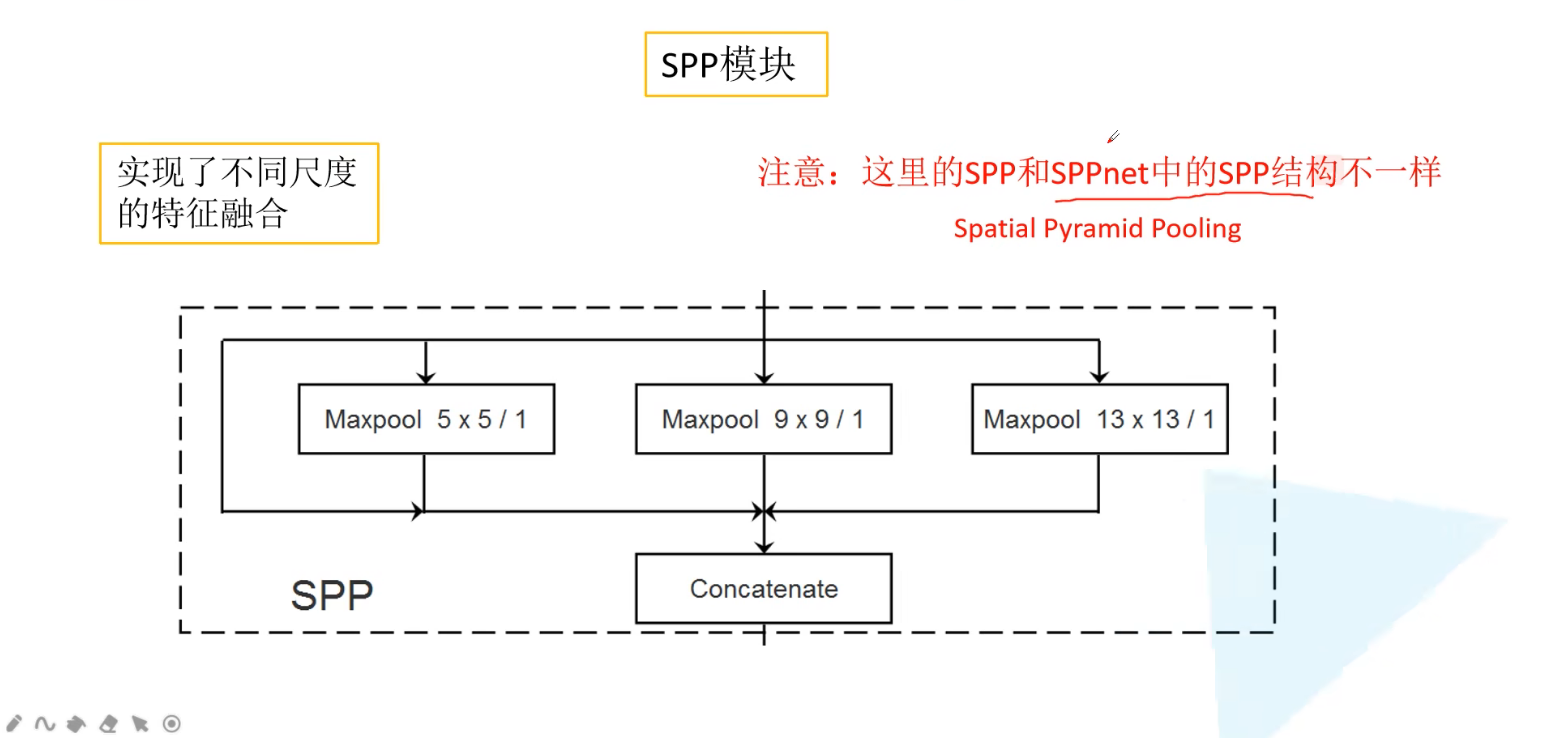 SPP模块
实现了不同尺度
的特征融合
注意：这里的SPP和SPPnet中的SPP结构不一样
Spatial Pyramid Pooling
Maxpool 5 x 5 / 1
Maxpool 9 x 9 / 1
Maxpool 13 x 13 / 1
SPP
Concatenate